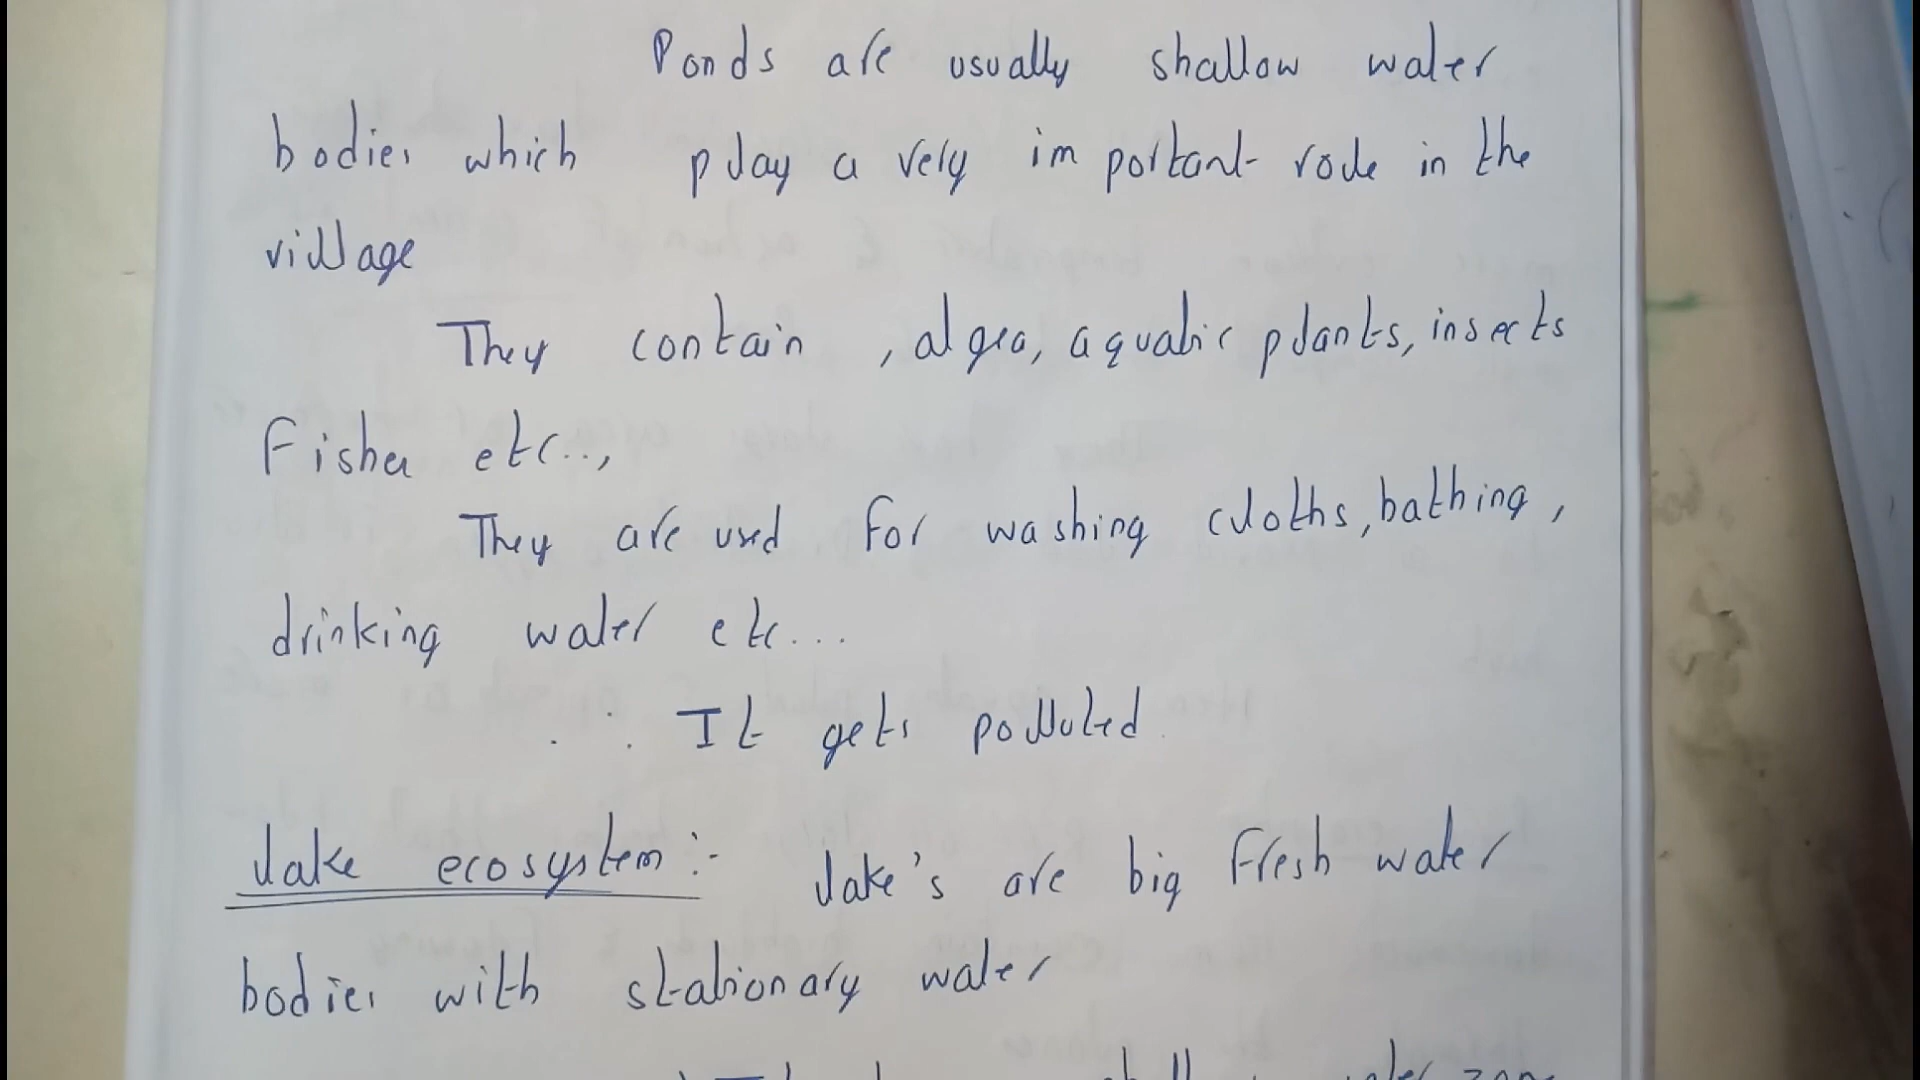 Ponds are usually shallow water
bodies which play a very important role in the
village
They contain , algea, aquatic plants, insects
Fishes etc..,
They are used for washing cloths, bathing,
drinking water etc...
∴ It gets polluted
Lake ecosystem :- Lake's are big Fresh water
bodies with stationary water